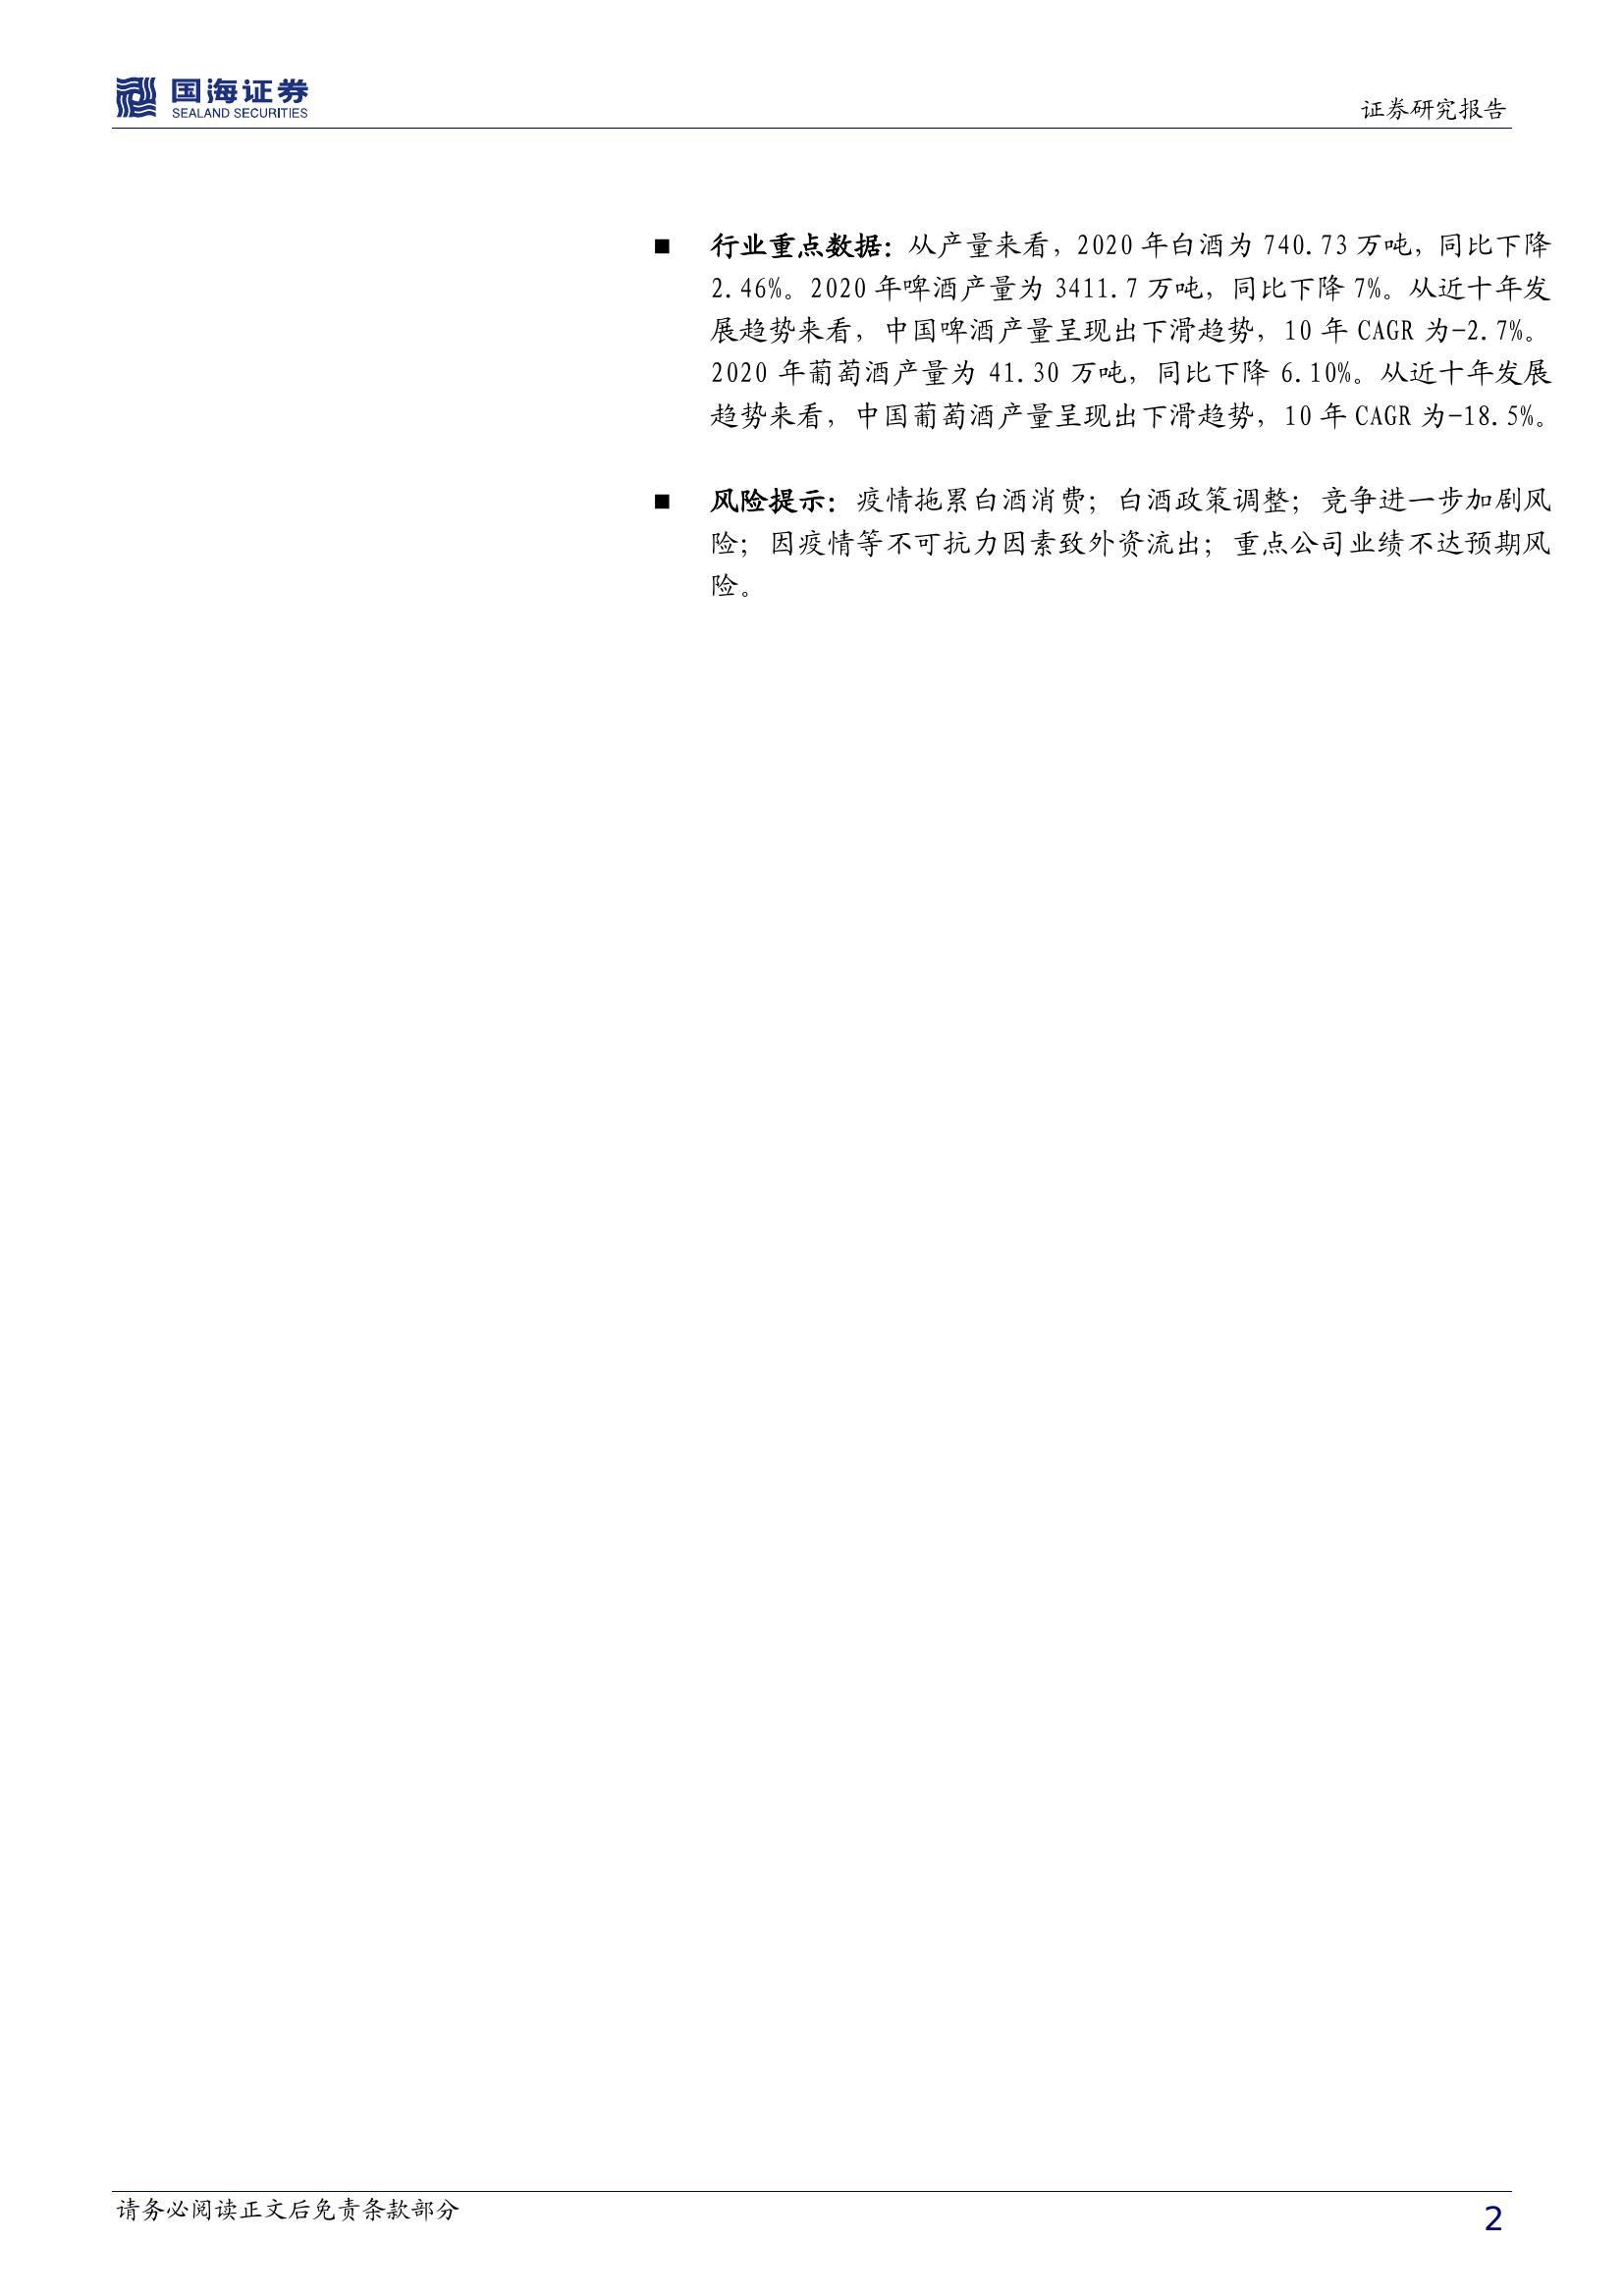 国海证券
SEALAND SECURITIES
证券研究报告
■ 行业重点数据：从产量来看，2020 年白酒为 740.73 万吨，同比下降
2.46%。2020 年啤酒产量为 3411.7 万吨，同比下降 7%。从近十年发
展趋势来看，中国啤酒产量呈现出下滑趋势，10 年 CAGR 为-2.7%。
2020 年葡萄酒产量为 41.30 万吨，同比下降 6.10%。从近十年发展
趋势来看，中国葡萄酒产量呈现出下滑趋势，10 年 CAGR 为-18.5%。
■ 风险提示：疫情拖累白酒消费；白酒政策调整；竞争进一步加剧风
险；因疫情等不可抗力因素致外资流出；重点公司业绩不达预期风
险。
请务必阅读正文后免责条款部分
2